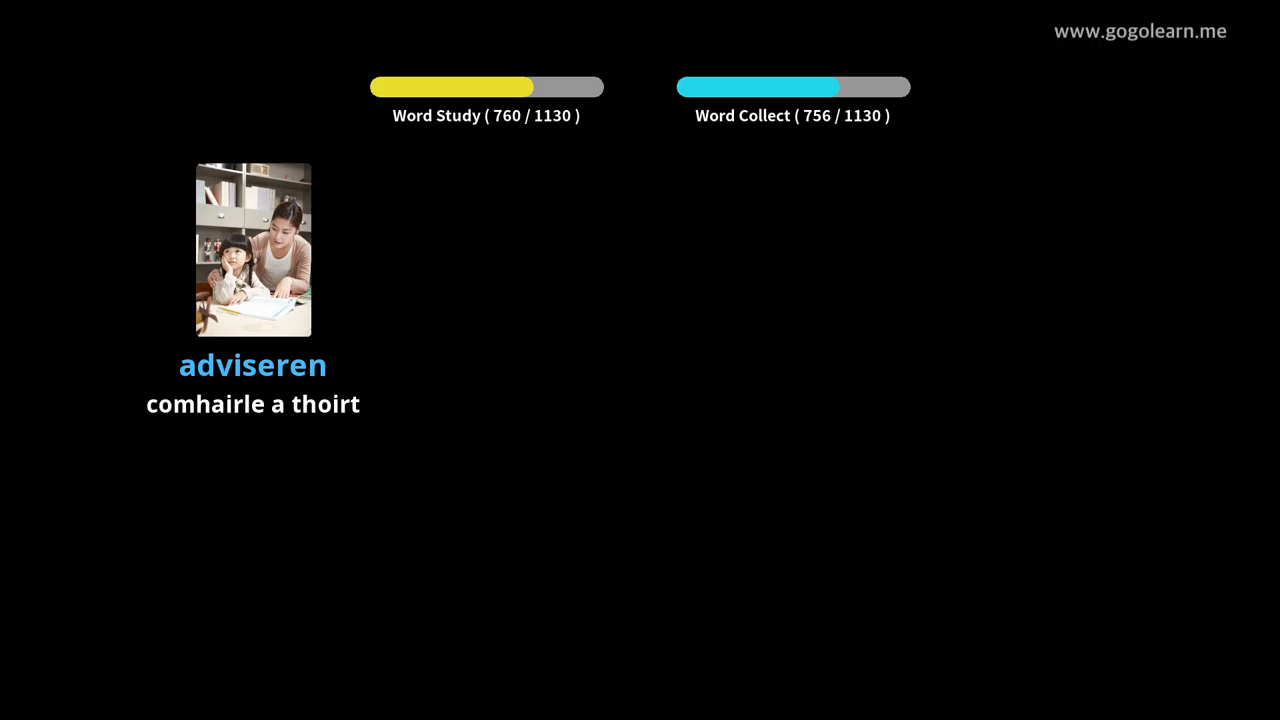 www.gogolearn.me
Word Study ( 760 / 1130 )
Word Collect ( 756 / 1130 )
adviseren
comhairle a thoirt